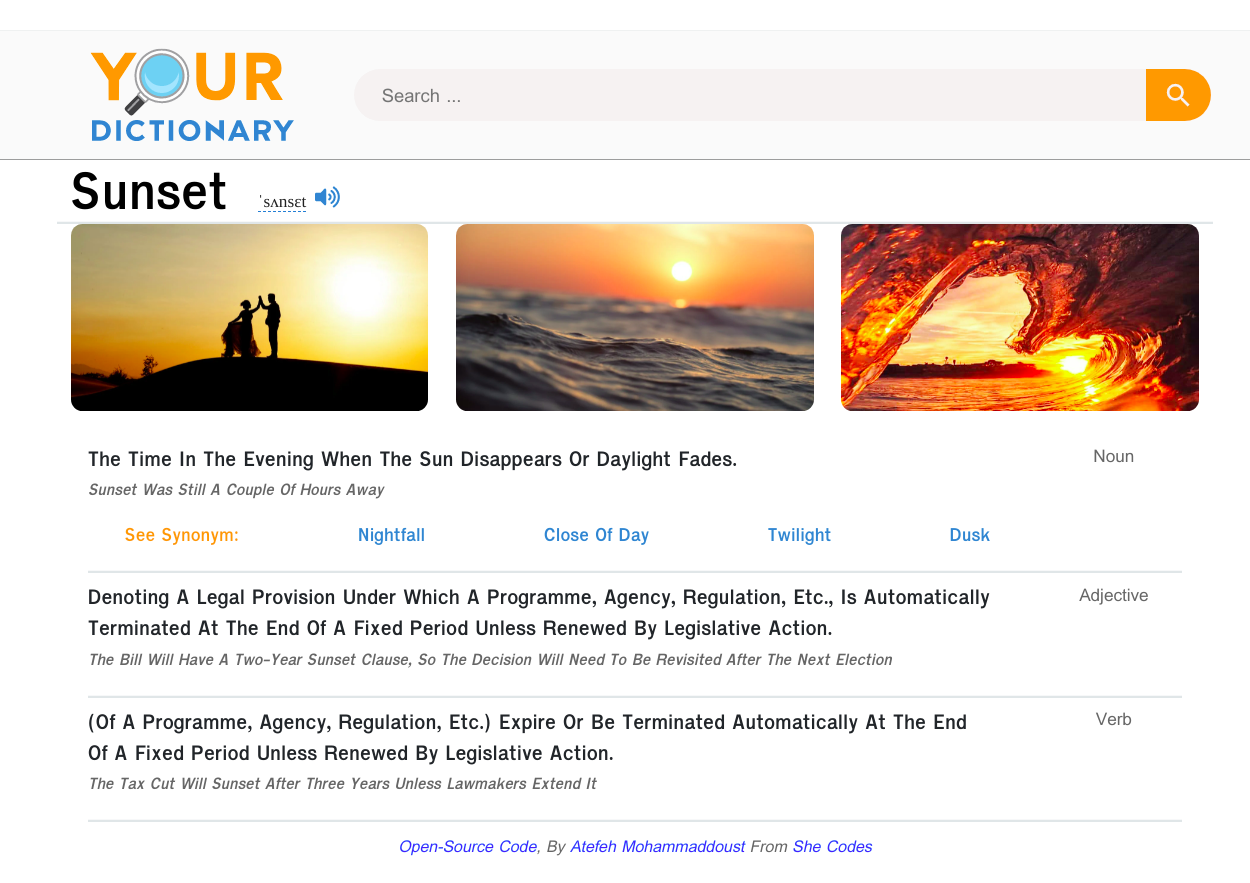 YOUR
DICTIONARY
Search ...
Sunset ˈsʌnsɛt
The Time In The Evening When The Sun Disappears Or Daylight Fades.
Noun
Sunset Was Still A Couple Of Hours Away
See Synonym: Nightfall Close Of Day Twilight Dusk
Denoting A Legal Provision Under Which A Programme, Agency, Regulation, Etc., Is Automatically
Adjective
Terminated At The End Of A Fixed Period Unless Renewed By Legislative Action.
The Bill Will Have A Two-Year Sunset Clause, So The Decision Will Need To Be Revisited After The Next Election
(Of A Programme, Agency, Regulation, Etc.) Expire Or Be Terminated Automatically At The End
Verb
Of A Fixed Period Unless Renewed By Legislative Action.
The Tax Cut Will Sunset After Three Years Unless Lawmakers Extend It
Open-Source Code, By Atefeh Mohammaddoust From She Codes